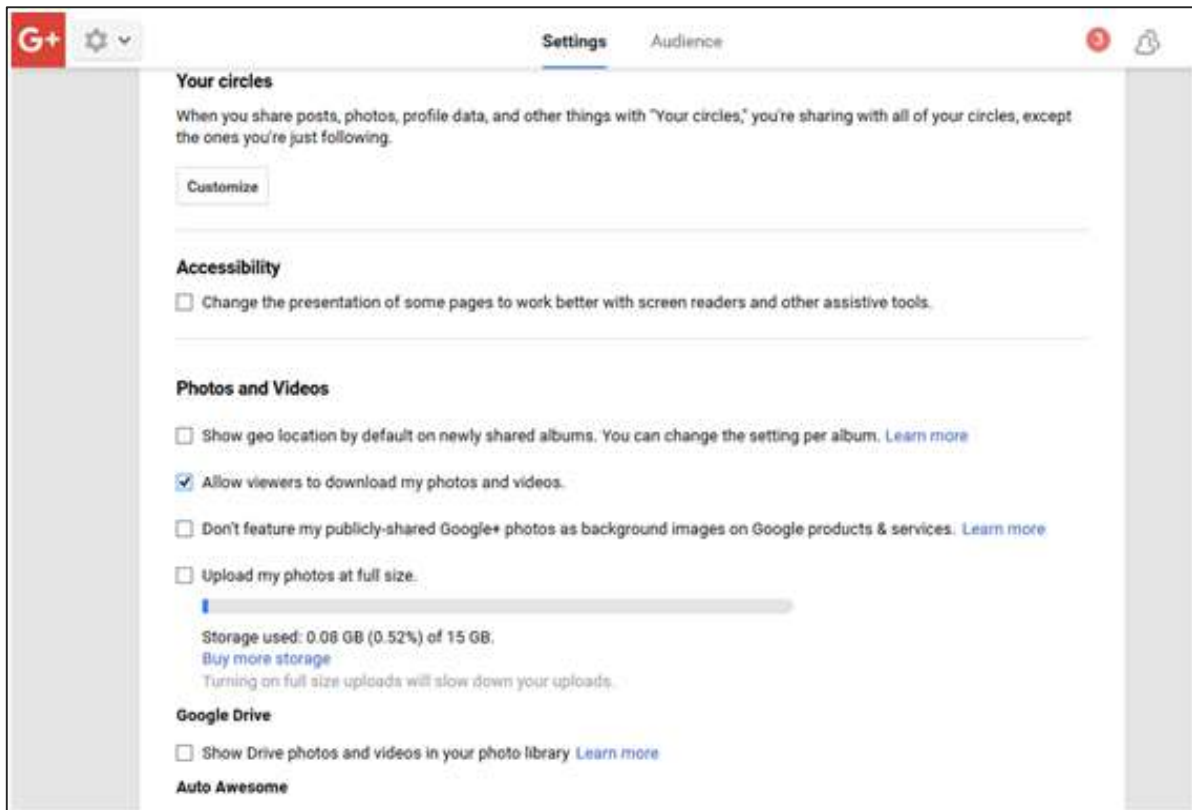 G+
Settings Audience
3
Your circles
When you share posts, photos, profile data, and other things with "Your circles," you're sharing with all of your circles, except
the ones you're just following.
Customize
Accessibility
Change the presentation of some pages to work better with screen readers and other assistive tools.
Photos and Videos
Show geo location by default on newly shared albums. You can change the setting per album. Learn more
Allow viewers to download my photos and videos.
Don't feature my publicly-shared Google+ photos as background images on Google products & services. Learn more
Upload my photos at full size.
Storage used: 0.08 GB (0.52%) of 15 GB.
Buy more storage
Turning on full size uploads will slow down your uploads.
Google Drive
Show Drive photos and videos in your photo library Learn more
Auto Awesome